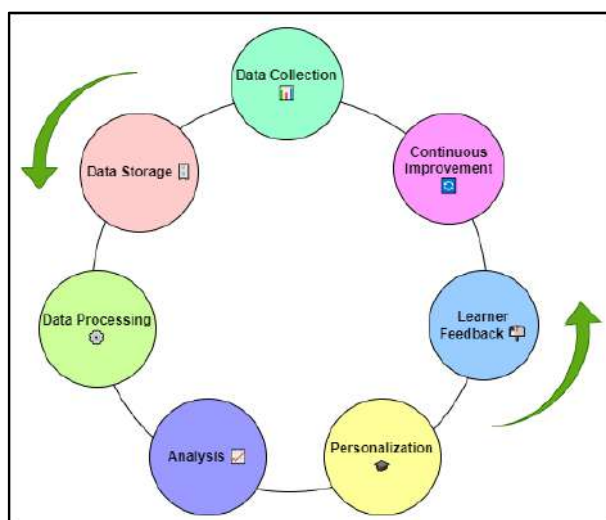 Data Collection
Continuous
Improvement
Data Storage
Learner
Feedback
Data Processing
Personalization
Analysis